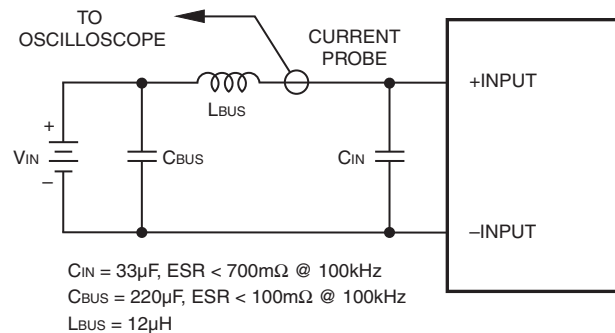 TO
OSCILLOSCOPE
CURRENT
PROBE
+INPUT
LBUS
+
VIN
–
CBUS
CIN
–INPUT
CIN = 33µF, ESR < 700mΩ @ 100kHz
CBUS = 220µF, ESR < 100mΩ @ 100kHz
LBUS = 12µH